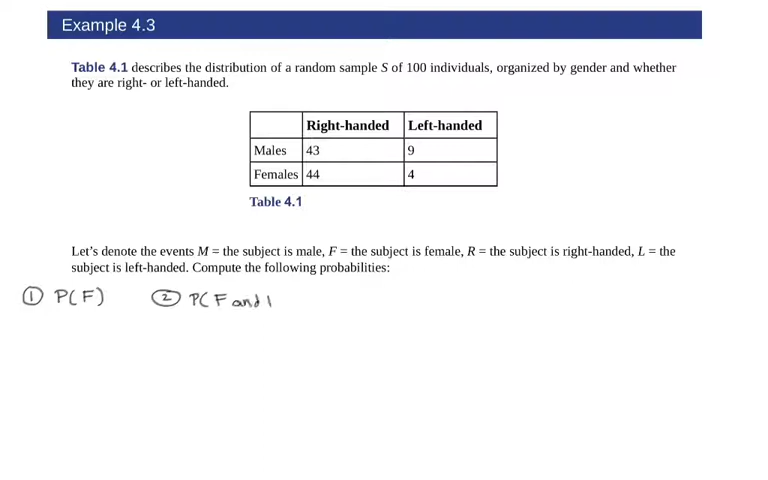 Example 4.3
Table 4.1 describes the distribution of a random sample S of 100 individuals, organized by gender and whether
they are right- or left-handed.
Right-handed Left-handed
Males 43 9
Females 44 4
Table 4.1
Let's denote the events M = the subject is male, F = the subject is female, R = the subject is right-handed, L = the
subject is left-handed. Compute the following probabilities:
① P(F) ② P(F and